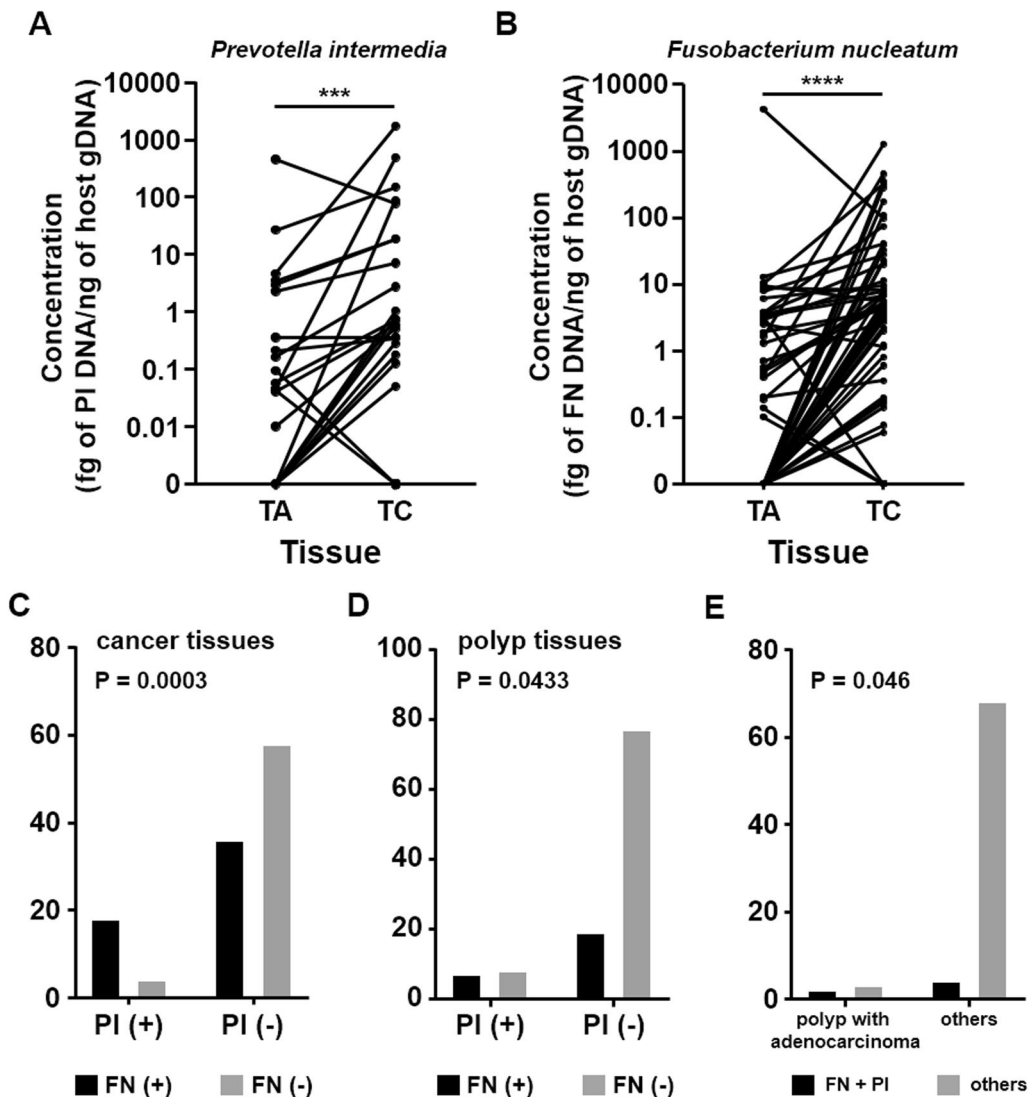 A
Prevotella intermedia
***
Concentration
(fg of PI DNA/ng of host gDNA)
10000
1000
100
10
1
0.1
0.01
0
TA TC
Tissue
B
Fusobacterium nucleatum
****
Concentration
(fg of FN DNA/ng of host gDNA)
10000
1000
100
10
1
0.1
0
TA TC
Tissue
C
cancer tissues
P = 0.0003
80
60
40
20
0
PI (+) PI (-)
FN (+) FN (-)
D
polyp tissues
P = 0.0433
100
80
60
40
20
0
PI (+) PI (-)
FN (+) FN (-)
E
P = 0.046
80
60
40
20
0
polyp with
adenocarcinoma
others
FN + PI others